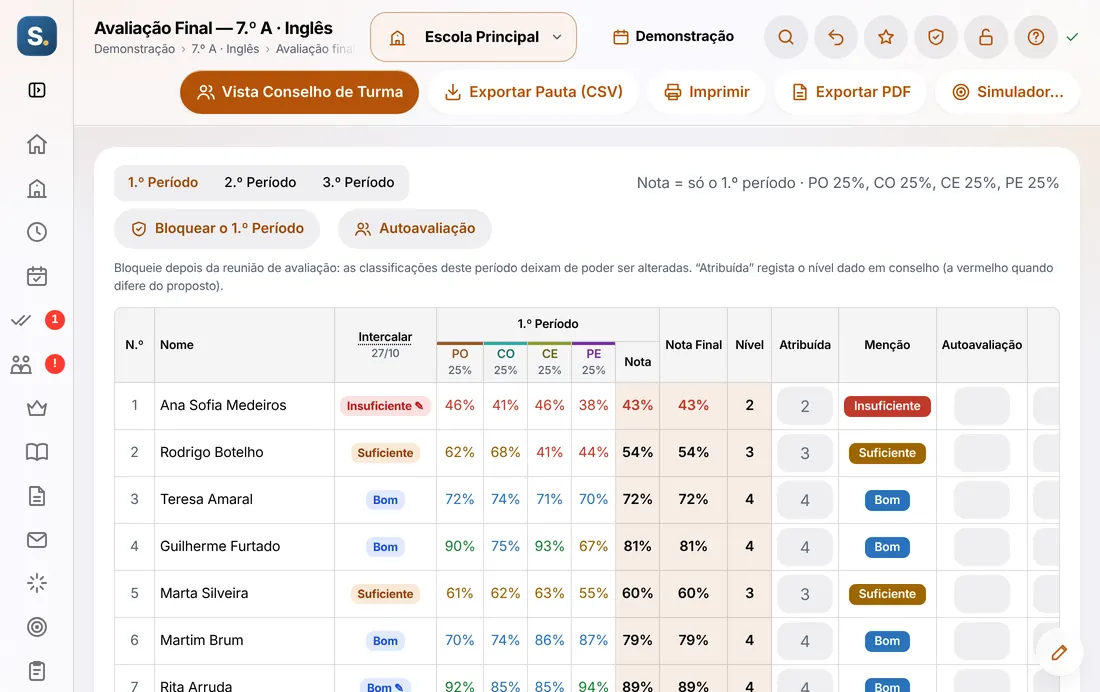 S.
Avaliação Final — 7.º A · Inglês
Demonstração › 7.º A · Inglês › Avaliação final
Escola Principal
Demonstração
Vista Conselho de Turma
Exportar Pauta (CSV)
Imprimir
Exportar PDF
Simulador...
1
!
1.º Período 2.º Período 3.º Período
Nota = só o 1.º período · PO 25%, CO 25%, CE 25%, PE 25%
Bloquear o 1.º Período
Autoavaliação
Bloqueie depois da reunião de avaliação: as classificações deste período deixam de poder ser alteradas. “Atribuída” regista o nível dado em conselho (a vermelho quando
difere do proposto).
N.º Nome Intercalar 27/10 1.º Período Nota Final Nível Atribuída Menção Autoavaliação
PO 25% CO 25% CE 25% PE 25% Nota
1 Ana Sofia Medeiros Insuficiente ✎ 46% 41% 46% 38% 43% 43% 2 2 Insuficiente
2 Rodrigo Botelho Suficiente 62% 68% 41% 44% 54% 54% 3 3 Suficiente
3 Teresa Amaral Bom 72% 74% 71% 70% 72% 72% 4 4 Bom
4 Guilherme Furtado Bom 90% 75% 93% 67% 81% 81% 4 4 Bom
5 Marta Silveira Suficiente 61% 62% 63% 55% 60% 60% 3 3 Suficiente
6 Martim Brum Bom 70% 74% 86% 87% 79% 79% 4 4 Bom
7 Rita Arruda Bom ✎ 92% 85% 85% 94% 89% 89% 4 4 Bom